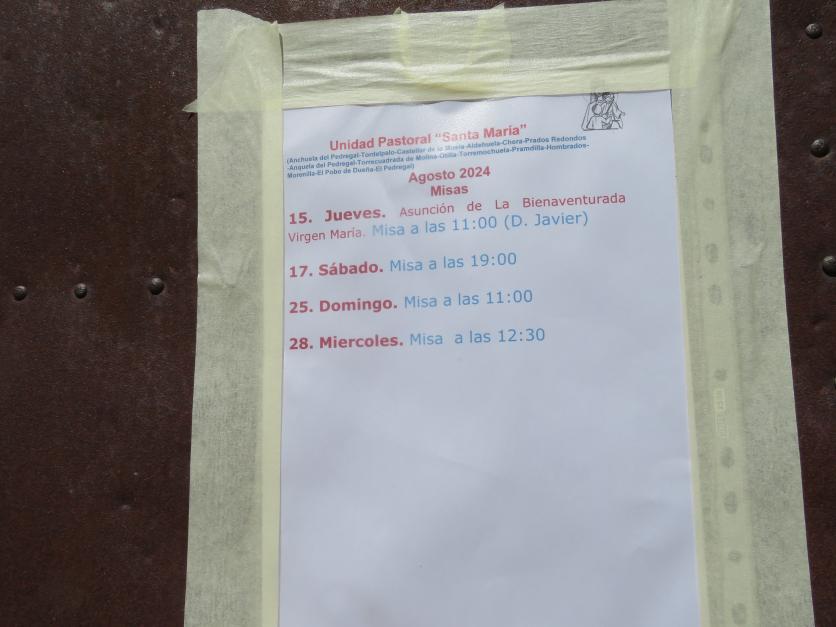 Unidad Pastoral "Santa María"
(Anchuela del Pedregal-Tordelpalo-Castellar de la Muela-Aldehuela-Chera-Prados Redondos
-Anquela del Pedregal-Torrecuadrada de Molina-Otilla-Torremochuela-Pramdilla-Hombrados-
Morenilla-El Pobo de Dueña-El Pedregal)
Agosto 2024
Misas
15. Jueves. Asunción de La Bienaventurada
Virgen María. Misa a las 11:00 (D. Javier)
17. Sábado. Misa a las 19:00
25. Domingo. Misa a las 11:00
28. Miercoles. Misa a las 12:30